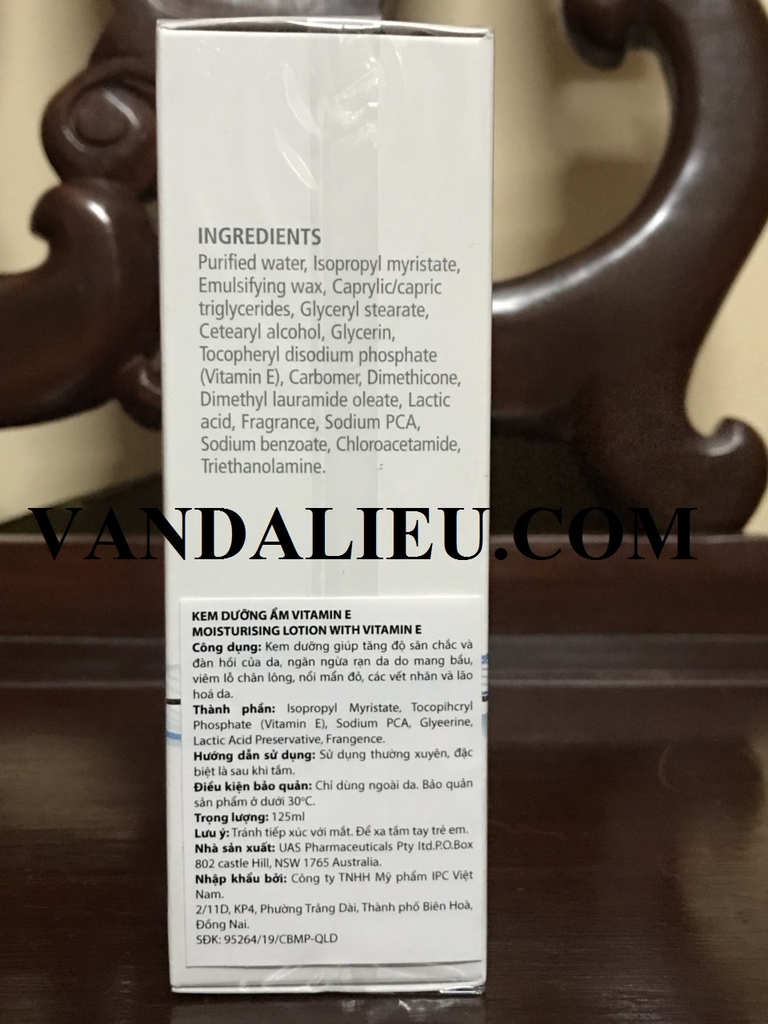 INGREDIENTS
Purified water, Isopropyl myristate,
Emulsifying wax, Caprylic/capric
triglycerides, Glyceryl stearate,
Cetearyl alcohol, Glycerin,
Tocopheryl disodium phosphate
(Vitamin E), Carbomer, Dimethicone,
Dimethyl lauramide oleate, Lactic
acid, Fragrance, Sodium PCA,
Sodium benzoate, Chloroacetamide,
Triethanolamine.
VANDALIEU.COM
KEM DƯỠNG ẨM VITAMIN E
MOISTURISING LOTION WITH VITAMIN E
Công dụng: Kem dưỡng giúp tăng độ săn chắc và
đàn hồi của da, ngăn ngừa rạn da do mang bầu,
viêm lỗ chân lông, nổi mẩn đỏ, các vết nhăn và lão
hoá da.
Thành phần: Isopropyl Myristate, Tocopihcryl
Phosphate (Vitamin E), Sodium PCA, Glyeerine,
Lactic Acid Preservative, Frangence.
Hướng dẫn sử dụng: Sử dụng thường xuyên, đặc
biệt là sau khi tắm.
Điều kiện bảo quản: Chỉ dùng ngoài da. Bảo quản
sản phẩm ở dưới 30°C.
Trọng lượng: 125ml
Lưu ý: Tránh tiếp xúc với mắt. Để xa tầm tay trẻ em.
Nhà sản xuất: UAS Pharmaceuticals Pty ltd.P.O.Box
802 castle Hill, NSW 1765 Australia.
Nhập khẩu bởi: Công ty TNHH Mỹ phẩm IPC Việt
Nam.
2/11D, KP4, Phường Trảng Dài, Thành phố Biên Hoà,
Đồng Nai.
SĐK: 95264/19/CBMP-QLD